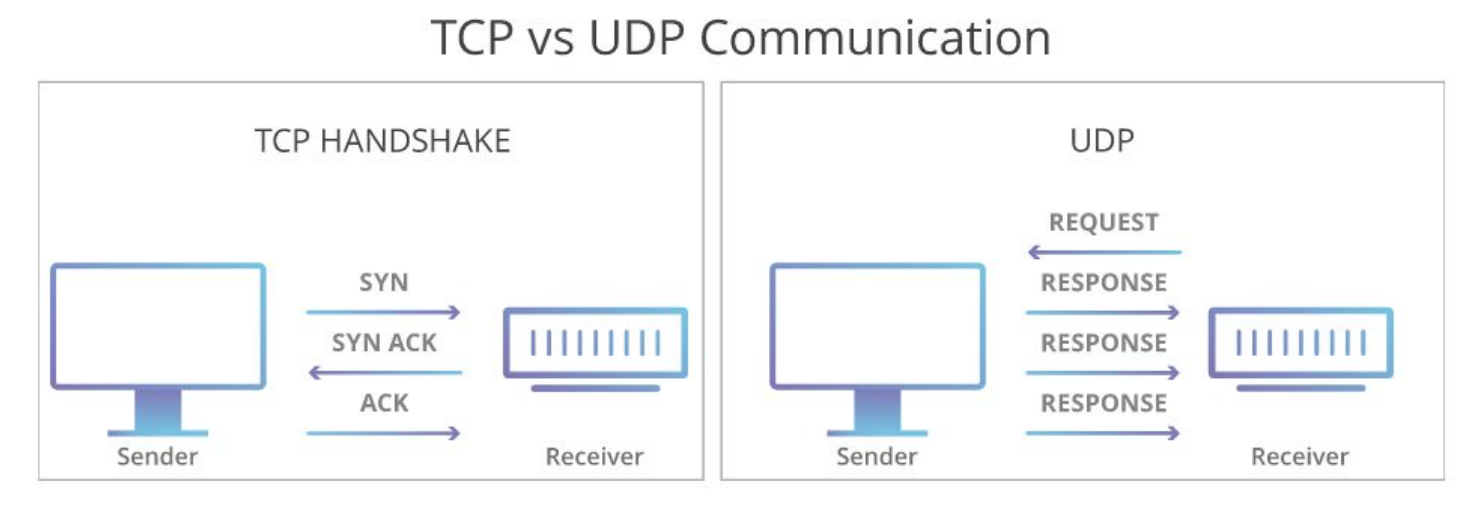 TCP vs UDP Communication
TCP HANDSHAKE
SYN
SYN ACK
ACK
Sender
Receiver
UDP
REQUEST
RESPONSE
RESPONSE
RESPONSE
Sender
Receiver